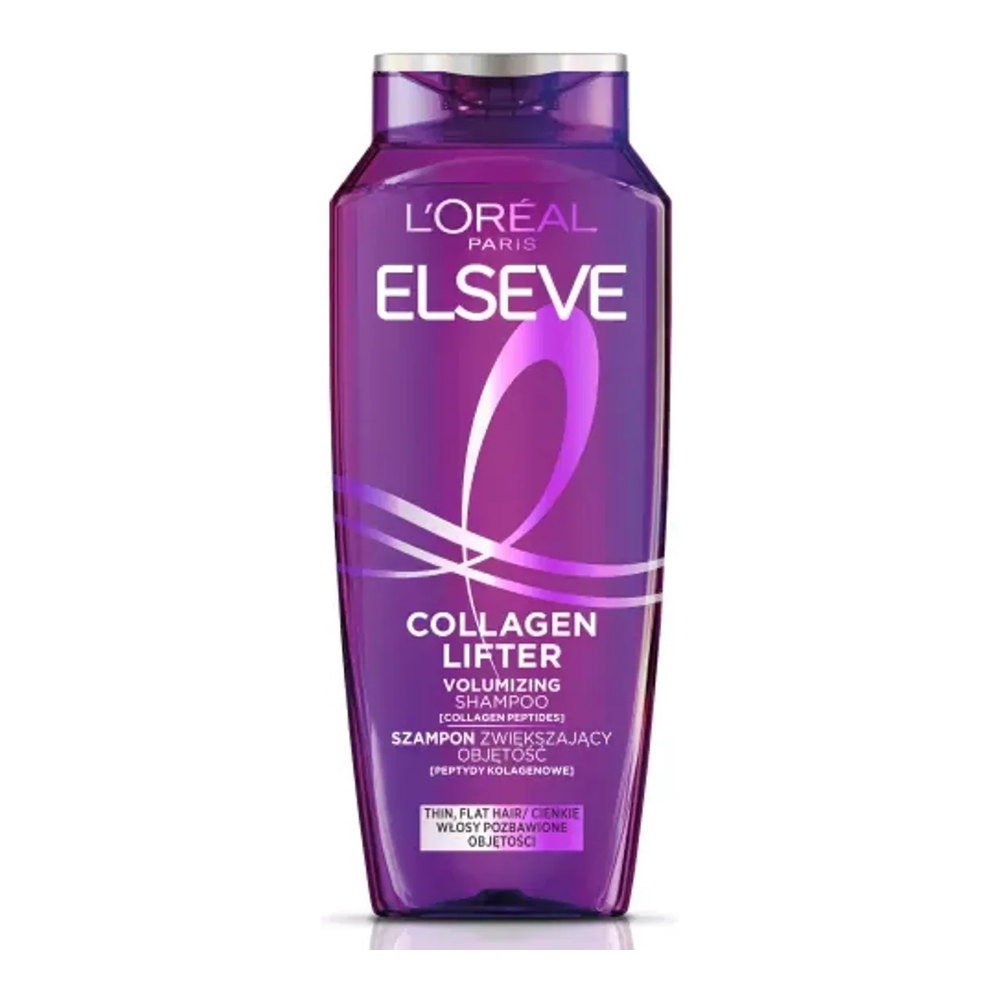 L'ORÉAL
PARIS
ELSEVE
COLLAGEN
LIFTER
VOLUMIZING
SHAMPOO
[COLLAGEN PEPTIDES]
SZAMPON ZWIĘKSZAJĄCY
OBJĘTOŚĆ
[PEPTYDY KOLAGENOWE]
THIN, FLAT HAIR/ CIENKIE
WŁOSY POZBAWIONE
OBJĘTOŚCI